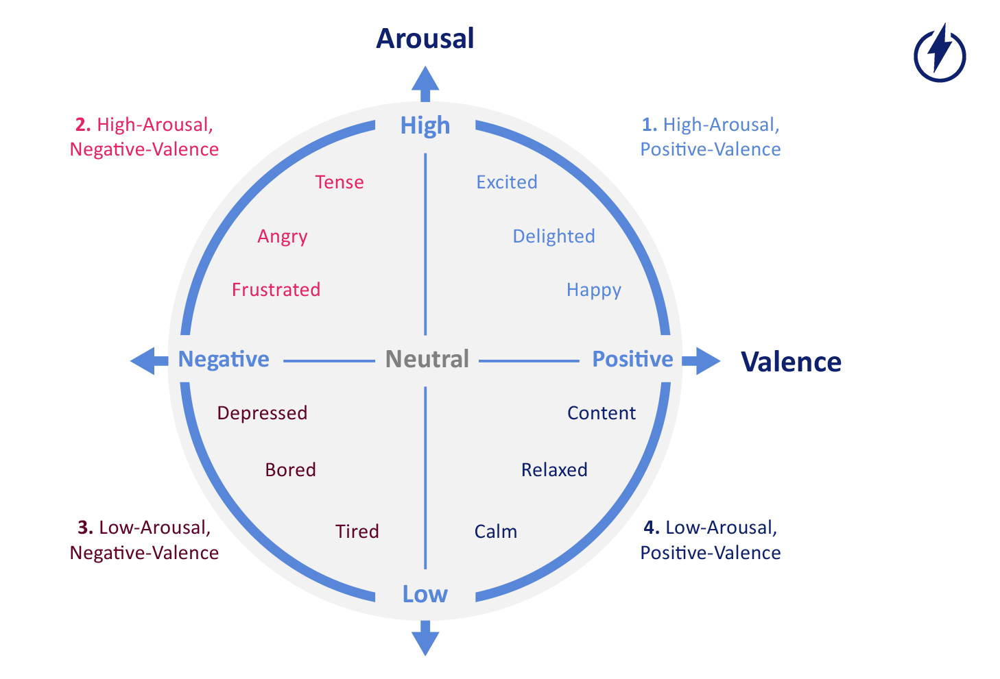 Arousal
2. High-Arousal,
Negative-Valence
High
1. High-Arousal,
Positive-Valence
Tense
Excited
Angry
Delighted
Frustrated
Happy
Negative
Neutral
Positive
Valence
Depressed
Content
Bored
Relaxed
3. Low-Arousal,
Negative-Valence
Tired
Calm
4. Low-Arousal,
Positive-Valence
Low